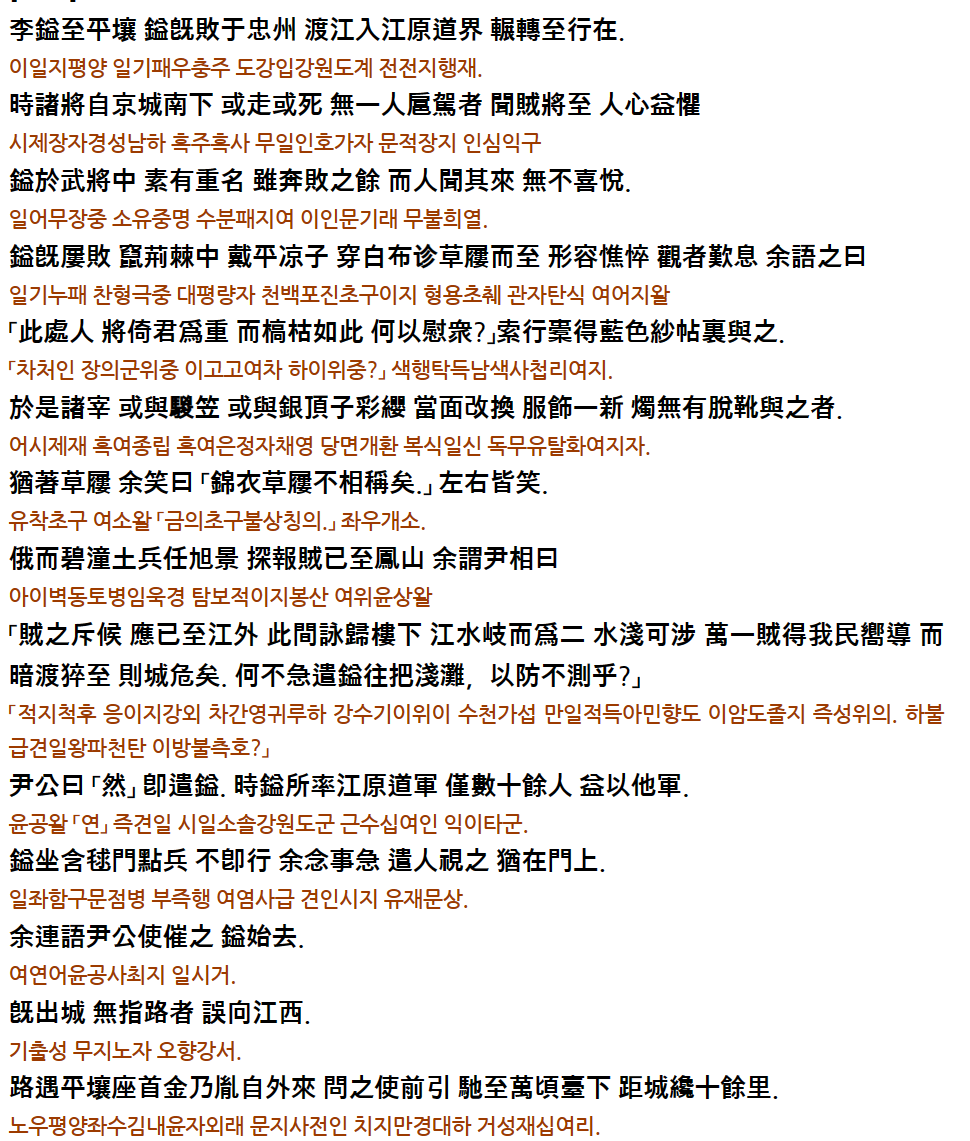 李鎰至平壤 鎰旣敗于忠州 渡江入江原道界 輾轉至行在.
이일지평양 일기패우충주 도강입강원도계 전전지행재.
時諸將自京城南下 或走或死 無一人扈駕者 聞賊將至 人心益懼
시제장자경성남하 혹주혹사 무일인호가자 문적장지 인심익구
鎰於武將中 素有重名 雖奔敗之餘 而人聞其來 無不喜悅.
일어무장중 소유중명 수분패지여 이인문기래 무불희열.
鎰旣屢敗 竄荊棘中 戴平凉子 穿白布诊草屨而至 形容憔悴 觀者歎息 余語之曰
일기누패 찬형극중 대평량자 천백포진초구이지 형용초췌 관자탄식 여어지왈
「此處人 將倚君爲重 而槁枯如此 何以慰衆?」索行橐得藍色紗帖裏與之.
「차처인 장의군위중 이고고여차 하이위중?」 색행탁득남색사첩리여지.
於是諸宰 或與騣笠 或與銀頂子彩纓 當面改換 服飾一新 燭無有脫靴與之者.
어시제재 혹여종립 혹여은정자채영 당면개환 복식일신 독무유탈화여지자.
猶著草屨 余笑曰「錦衣草屨不相稱矣.」 左右皆笑.
유착초구 여소왈「금의초구불상칭의.」 좌우개소.
俄而碧潼土兵任旭景 探報賊已至鳳山 余謂尹相曰
아이벽동토병임욱경 탐보적이지봉산 여위윤상왈
「賊之斥候 應已至江外 此間詠歸樓下 江水岐而爲二 水淺可涉 萬一賊得我民嚮導 而
暗渡猝至 則城危矣. 何不急遣鎰往把淺灘, 以防不測乎?」
「적지척후 응이지강외 차간영귀루하 강수기이위이 수천가섭 만일적득아민향도 이암도졸지 즉성위의. 하불
급견일왕파천탄 이방불측호?」
尹公曰「然」 卽遣鎰. 時鎰所率江原道軍 僅數十餘人 益以他軍.
윤공왈「연」 즉견일 시일소솔강원도군 근수십여인 익이타군.
鎰坐含毬門點兵 不卽行 余念事急 遣人視之 猶在門上.
일좌함구문점병 부즉행 여염사급 견인시지 유재문상.
余連語尹公使催之 鎰始去.
여연어윤공사최지 일시거.
旣出城 無指路者 誤向江西.
기출성 무지노자 오향강서.
路遇平壤座首金乃胤自外來 問之使前引 馳至萬頃臺下 距城纔十餘里.
노우평양좌수김내윤자외래 문지사전인 치지만경대하 거성재십여리.